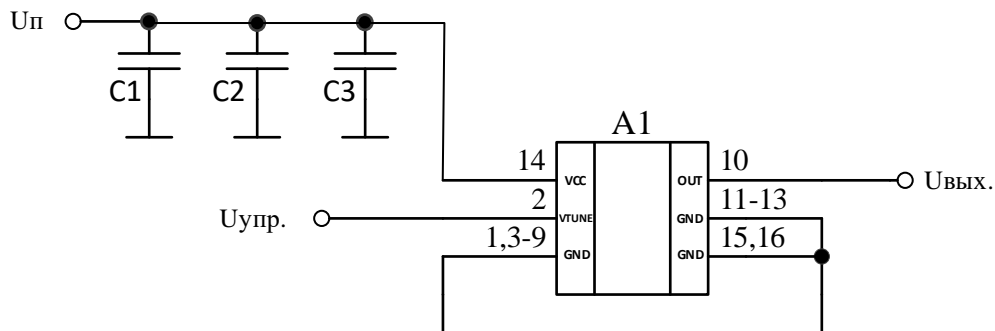 Uп
C1
C2
C3
A1
14
VCC
OUT
10
Uвых.
2
VTUNE
GND
11-13
Uупр.
1,3-9
GND
GND
15,16